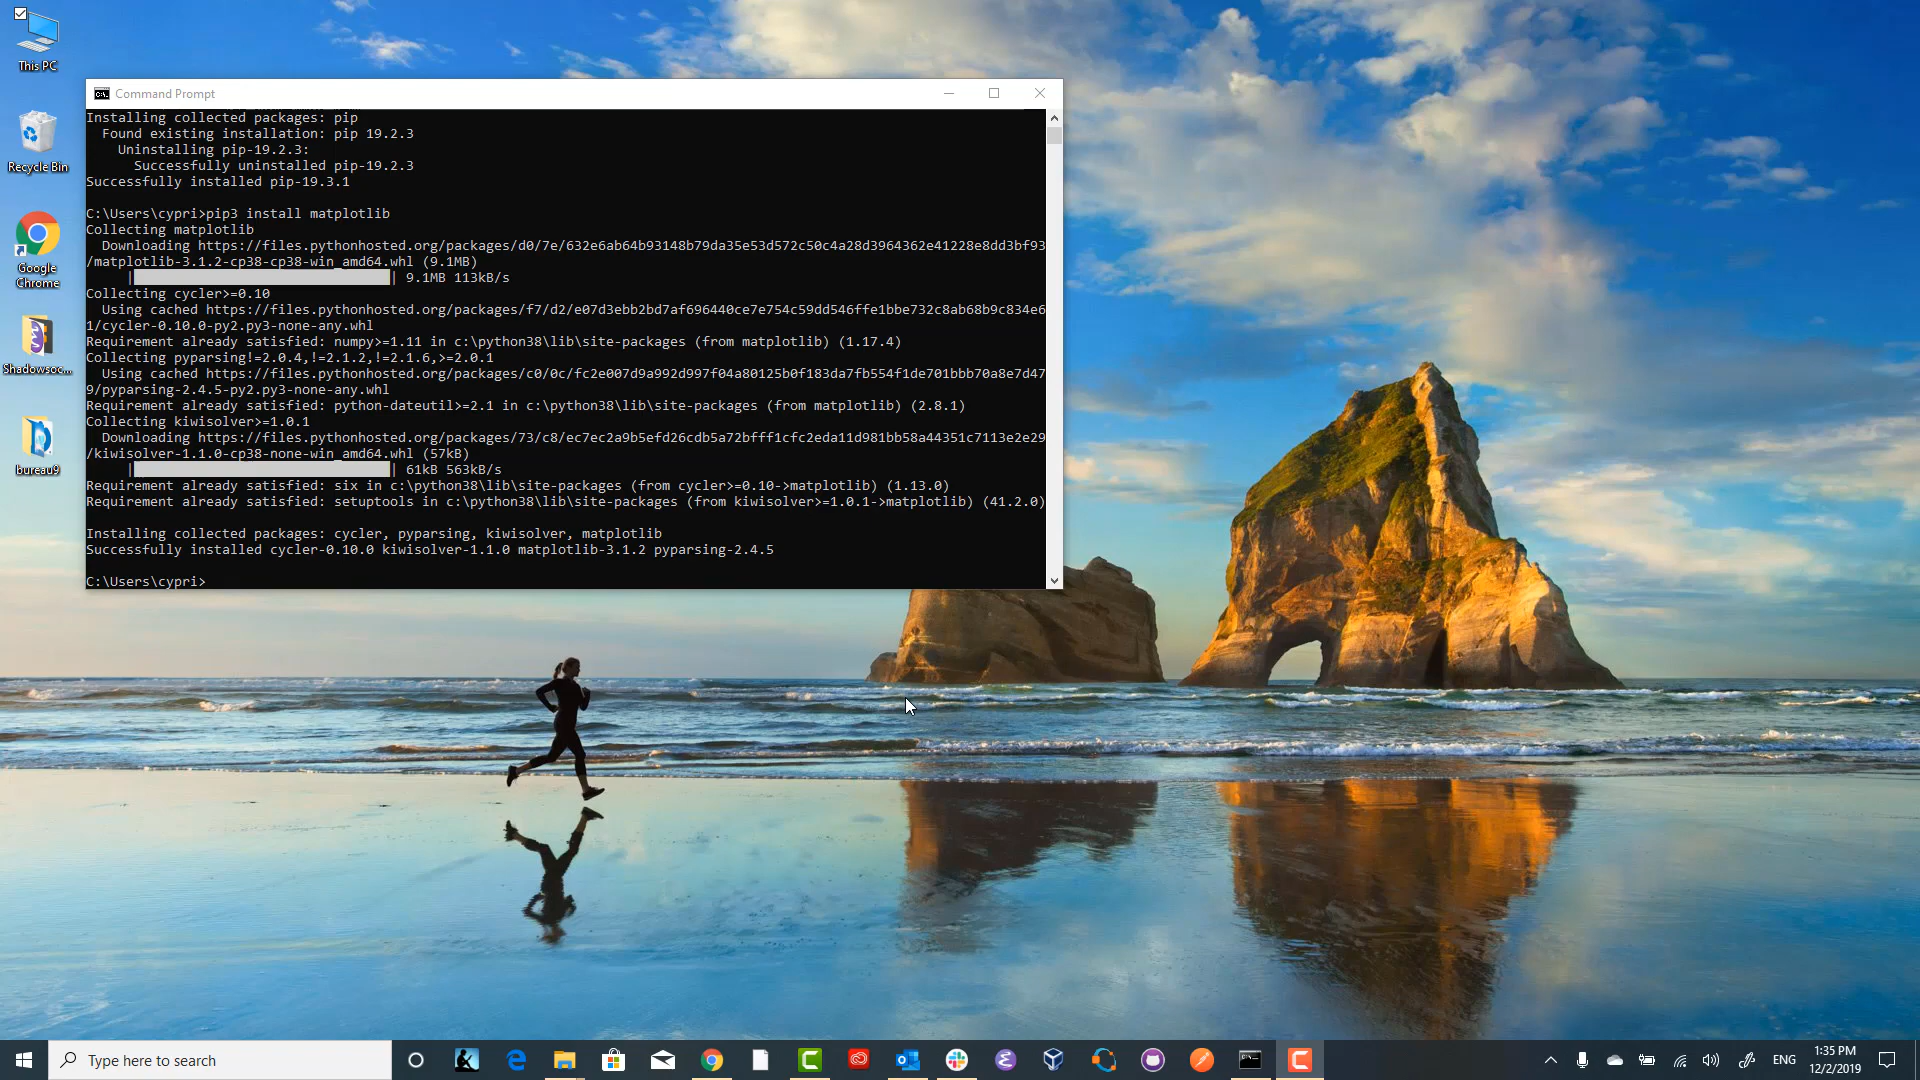 This PC
Recycle Bin
Google
Chrome
Shadowsoc...
bureau9
Command Prompt
Installing collected packages: pip
Found existing installation: pip 19.2.3
Uninstalling pip-19.2.3:
Successfully uninstalled pip-19.2.3
Successfully installed pip-19.3.1
C:\Users\cypri>pip3 install matplotlib
Collecting matplotlib
Downloading https://files.pythonhosted.org/packages/d0/7e/632e6ab64b93148b79da35e53d572c50c4a28d3964362e41228e8dd3bf93
/matplotlib-3.1.2-cp38-cp38-win_amd64.whl (9.1MB)
| | 9.1MB 113kB/s
Collecting cycler>=0.10
Using cached https://files.pythonhosted.org/packages/f7/d2/e07d3ebb2bd7af696440ce7e754c59dd546ffe1bbe732c8ab68b9c834e6
1/cycler-0.10.0-py2.py3-none-any.whl
Requirement already satisfied: numpy>=1.11 in c:\python38\lib\site-packages (from matplotlib) (1.17.4)
Collecting pyparsing!=2.0.4,!=2.1.2,!=2.1.6,>=2.0.1
Using cached https://files.pythonhosted.org/packages/c0/0c/fc2e007d9a992d997f04a80125b0f183da7fb554f1de701bbb70a8e7d47
9/pyparsing-2.4.5-py2.py3-none-any.whl
Requirement already satisfied: python-dateutil>=2.1 in c:\python38\lib\site-packages (from matplotlib) (2.8.1)
Collecting kiwisolver>=1.0.1
Downloading https://files.pythonhosted.org/packages/73/c8/ec7ec2a9b5efd26cdb5a72bfff1cfc2eda11d981bb58a44351c7113e2e29
/kiwisolver-1.1.0-cp38-none-win_amd64.whl (57kB)
| | 61kB 563kB/s
Requirement already satisfied: six in c:\python38\lib\site-packages (from cycler>=0.10->matplotlib) (1.13.0)
Requirement already satisfied: setuptools in c:\python38\lib\site-packages (from kiwisolver>=1.0.1->matplotlib) (41.2.0)
Installing collected packages: cycler, pyparsing, kiwisolver, matplotlib
Successfully installed cycler-0.10.0 kiwisolver-1.1.0 matplotlib-3.1.2 pyparsing-2.4.5
C:\Users\cypri>
Type here to search
ENG
1:35 PM
12/2/2019